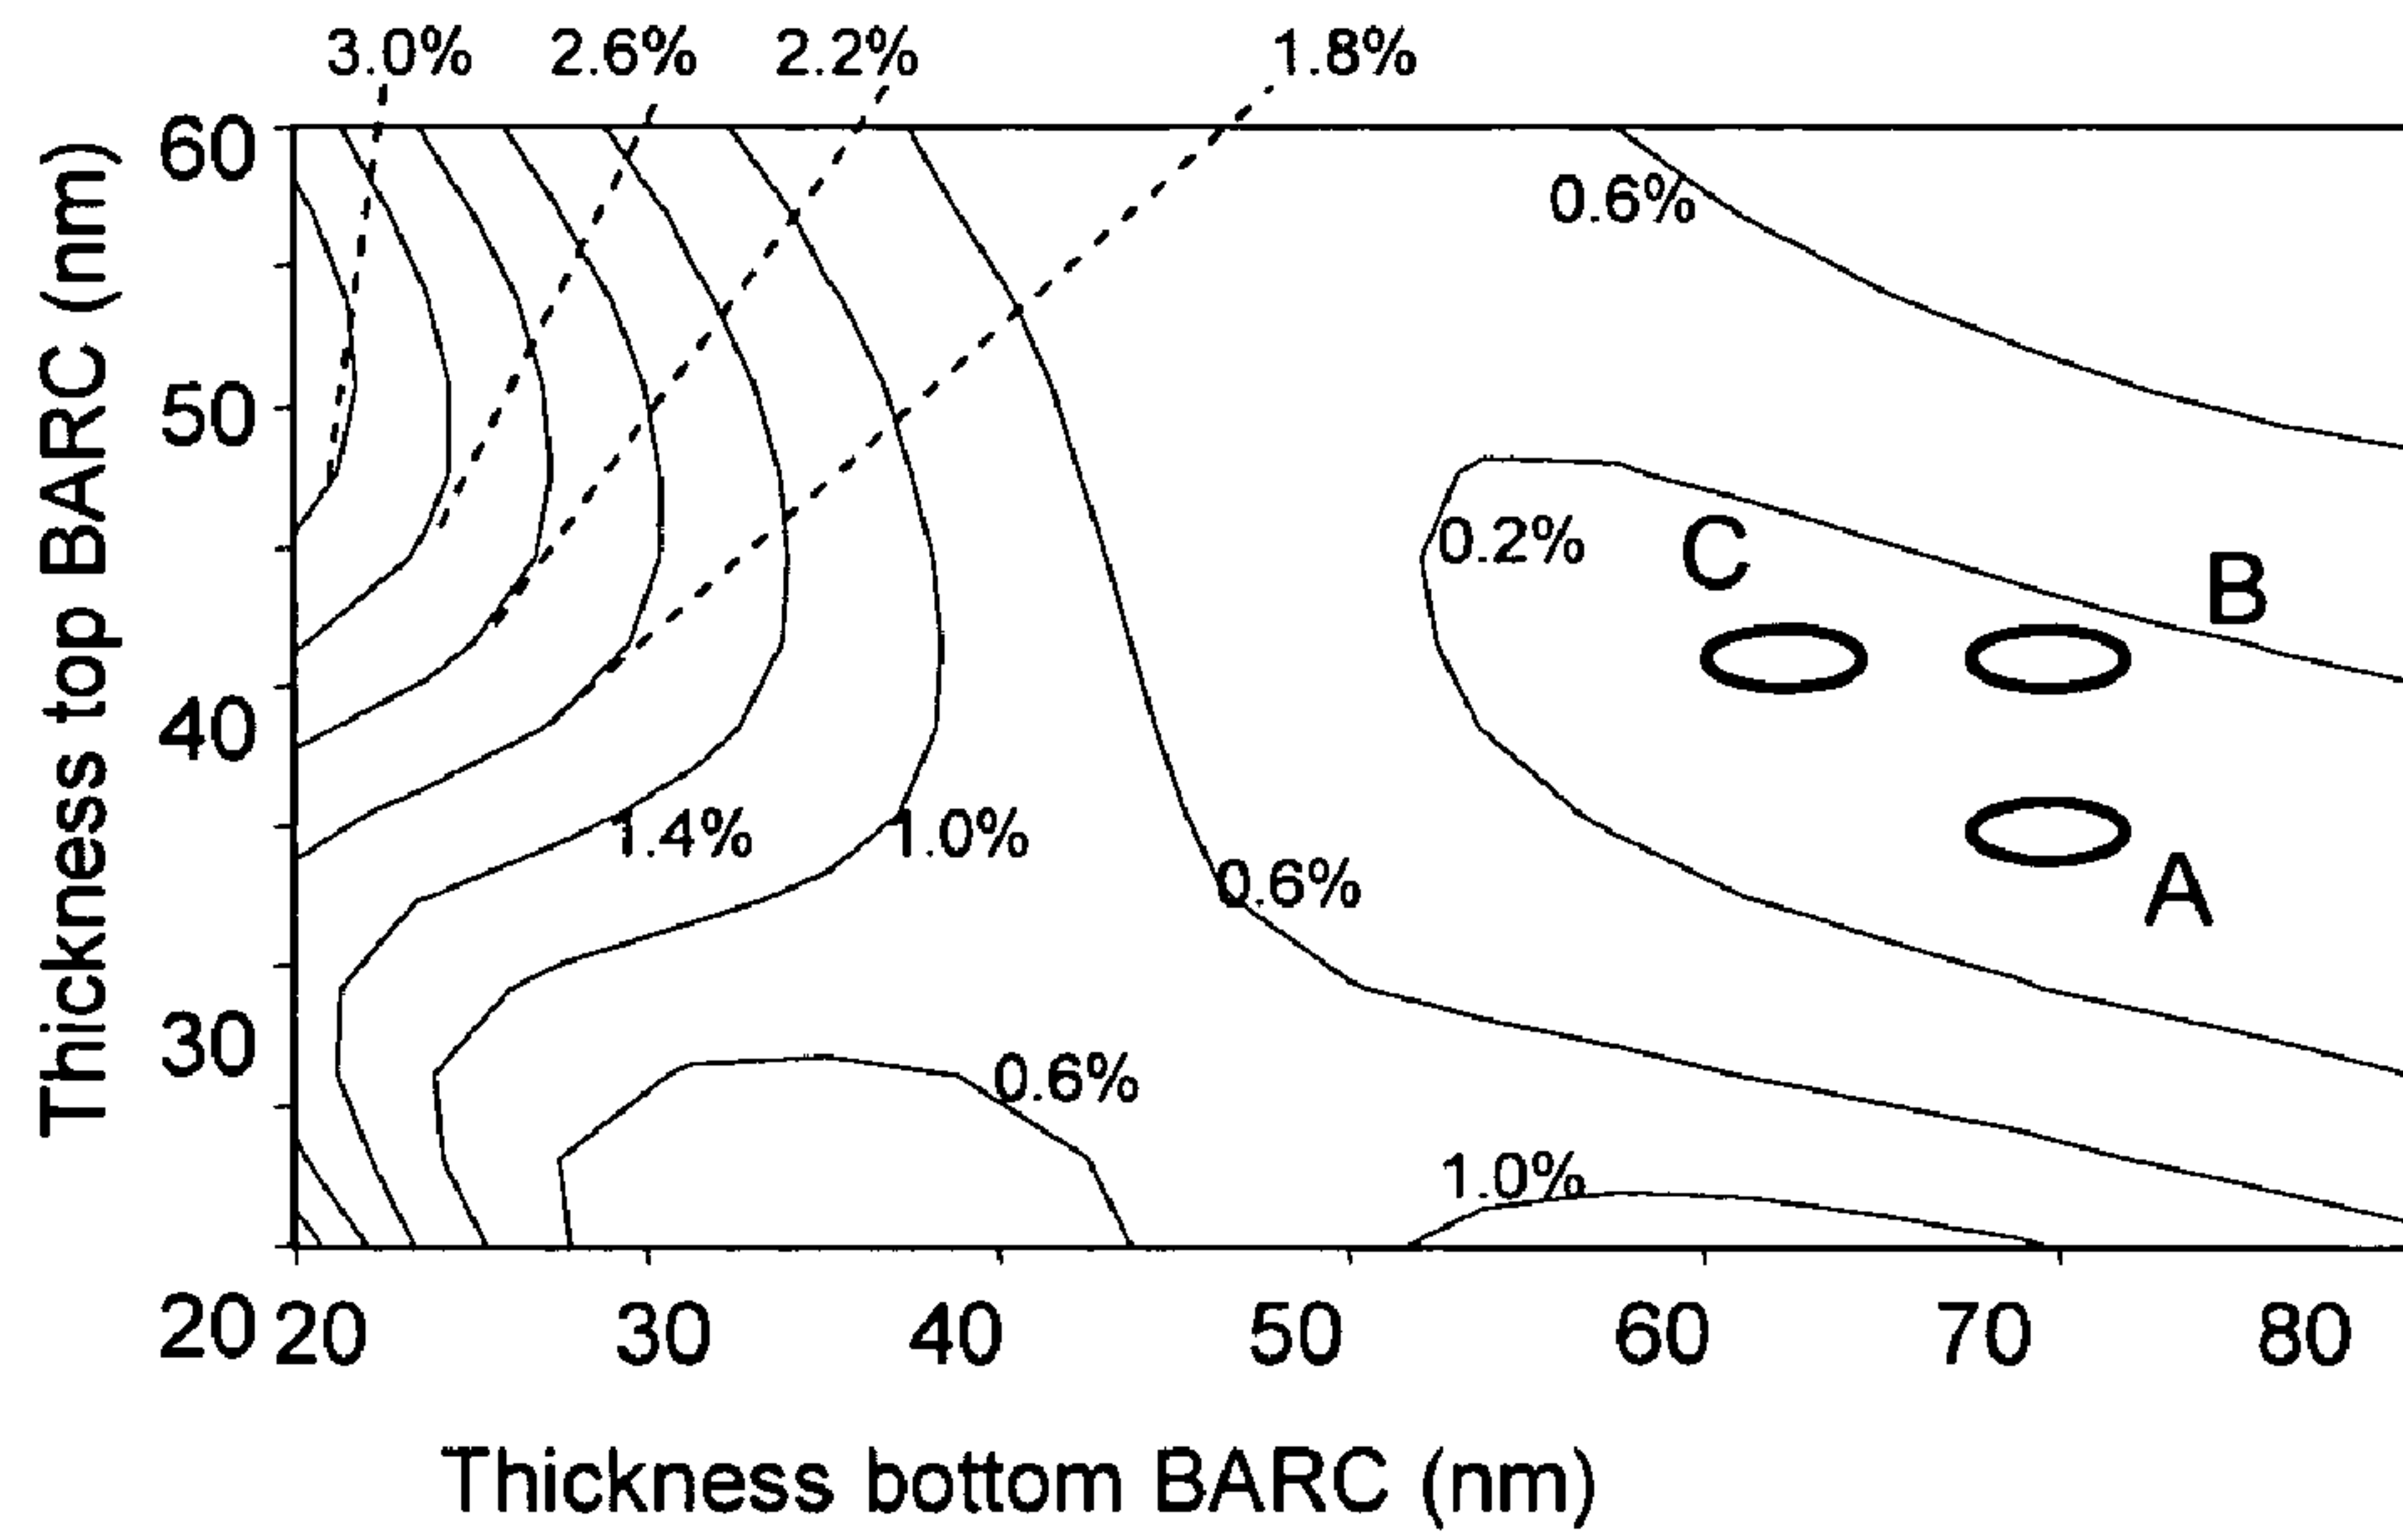 3.0% 2.6% 2.2% 1.8%
60
0.6%
50
0.2%
C
B
40
1.4% 1.0%
0.6%
A
30
0.6%
1.0%
20
20 30 40 50 60 70 80
Thickness top BARC (nm)
Thickness bottom BARC (nm)